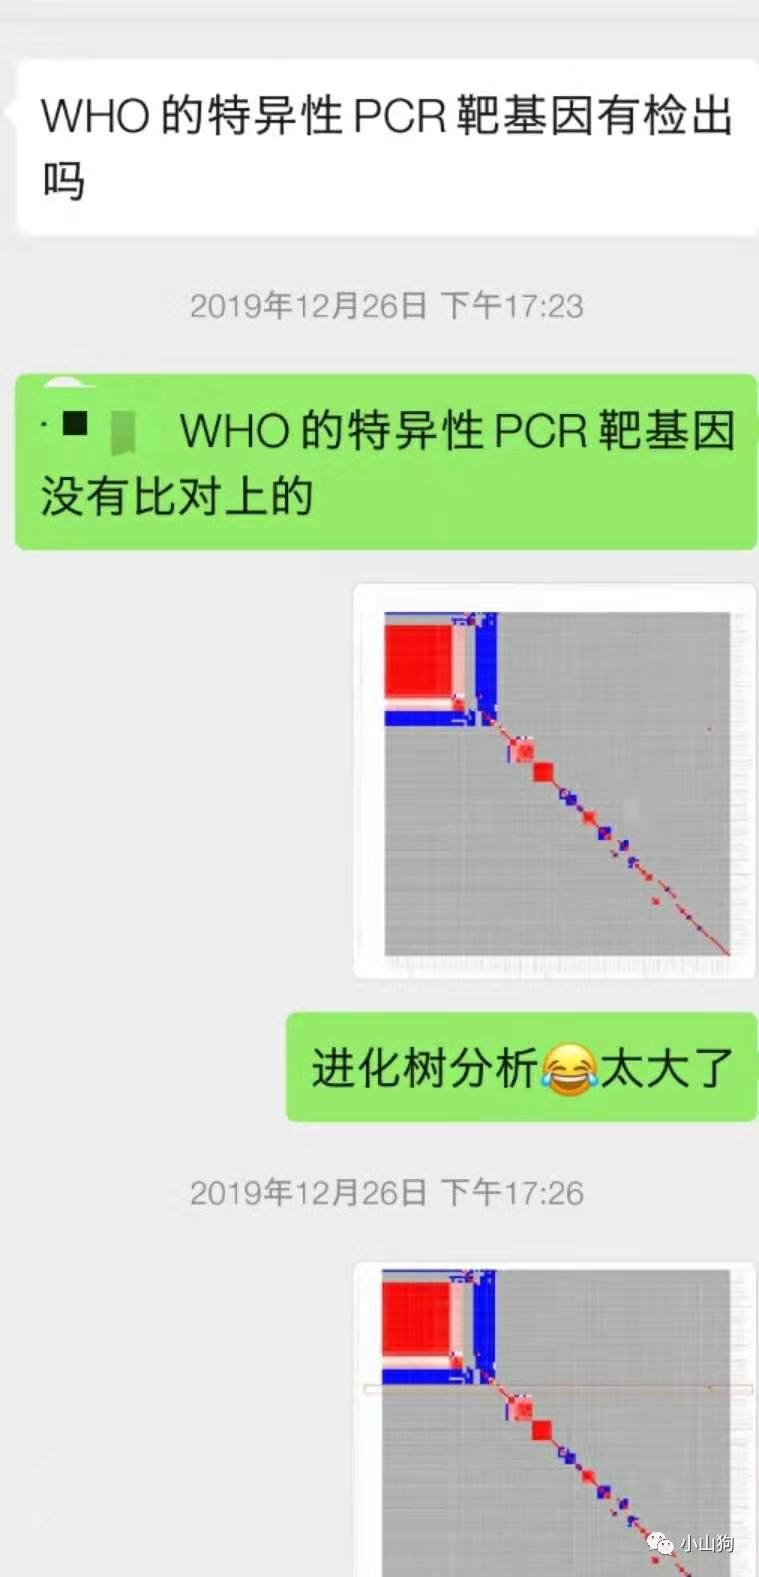 WHO 的特异性 PCR 靶基因有检出
吗
2019年12月26日 下午17:23
WHO 的特异性 PCR 靶基因
没有比对上的
进化树分析😂太大了
2019年12月26日 下午17:26
小山狗